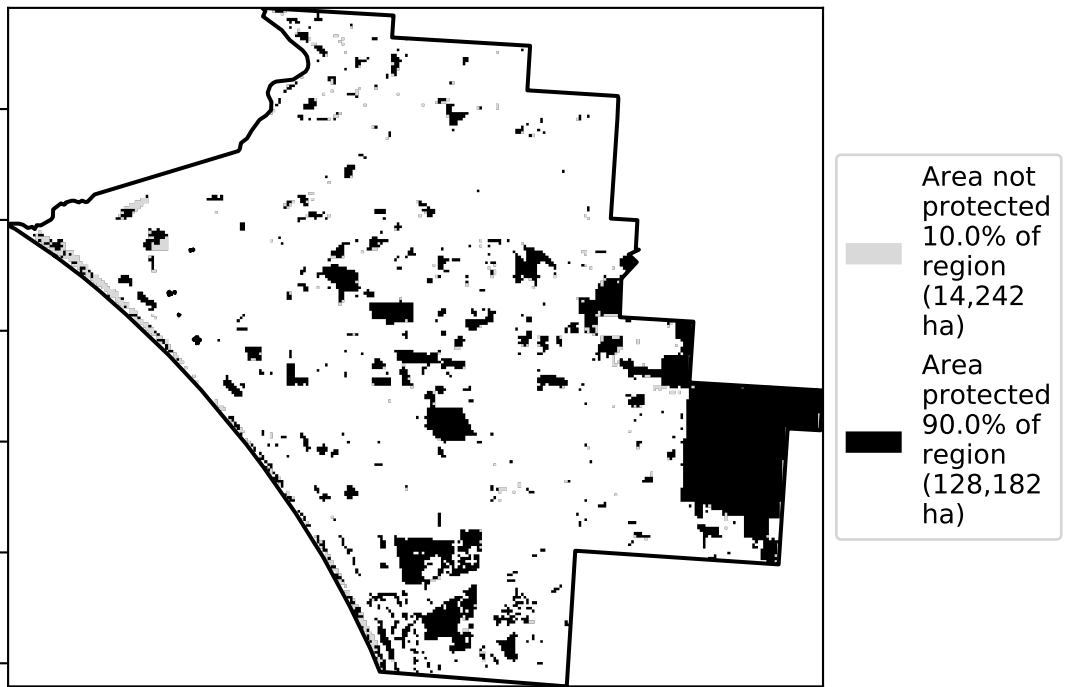 Area not
protected
10.0% of
region
(14,242
ha)
Area
protected
90.0% of
region
(128,182
ha)